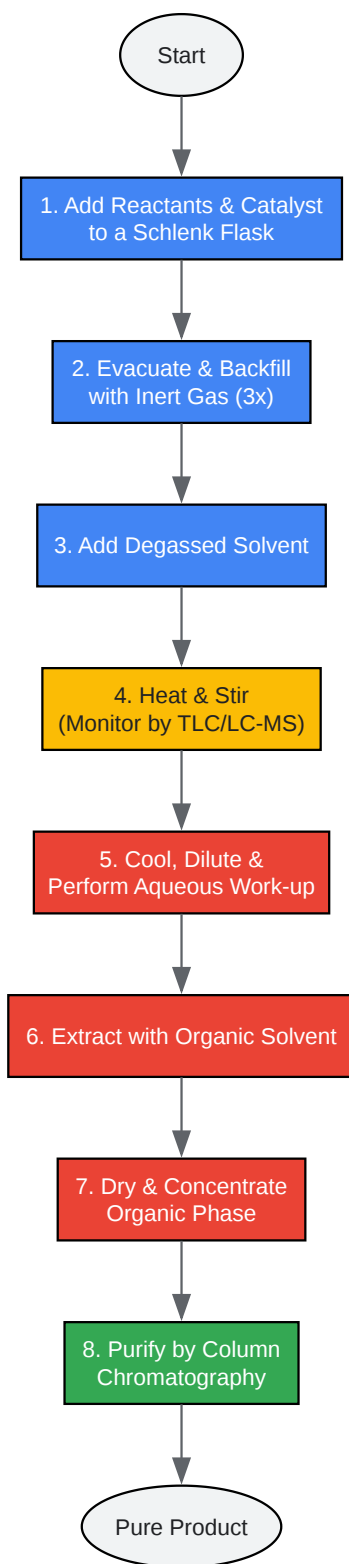 Start
1. Add Reactants & Catalyst
to a Schlenk Flask
2. Evacuate & Backfill
with Inert Gas (3x)
3. Add Degassed Solvent
4. Heat & Stir
(Monitor by TLC/LC-MS)
5. Cool, Dilute &
Perform Aqueous Work-up
6. Extract with Organic Solvent
7. Dry & Concentrate
Organic Phase
8. Purify by Column
Chromatography
Pure Product